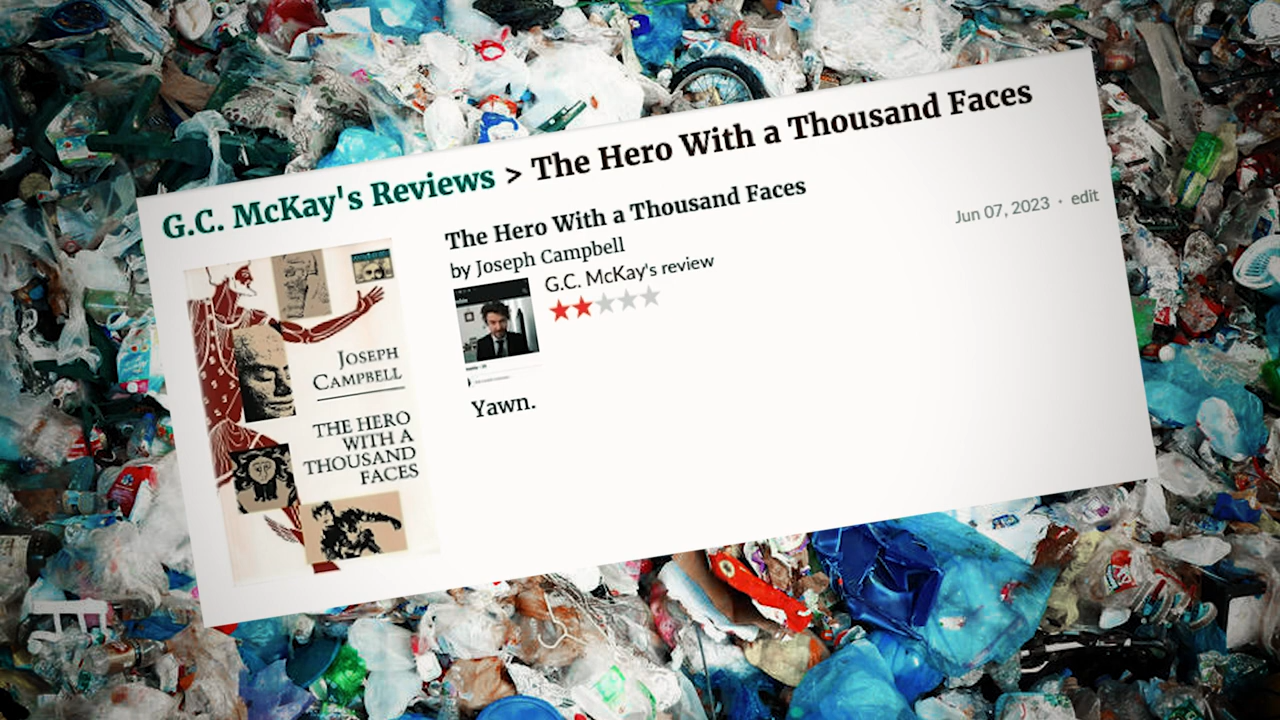 G.C. McKay's Reviews > The Hero With a Thousand Faces
The Hero With a Thousand Faces
by Joseph Campbell
Jun 07, 2023 · edit
G.C. McKay's review
Yawn.
JOSEPH
CAMPBELL
THE HERO
WITH A
THOUSAND
FACES